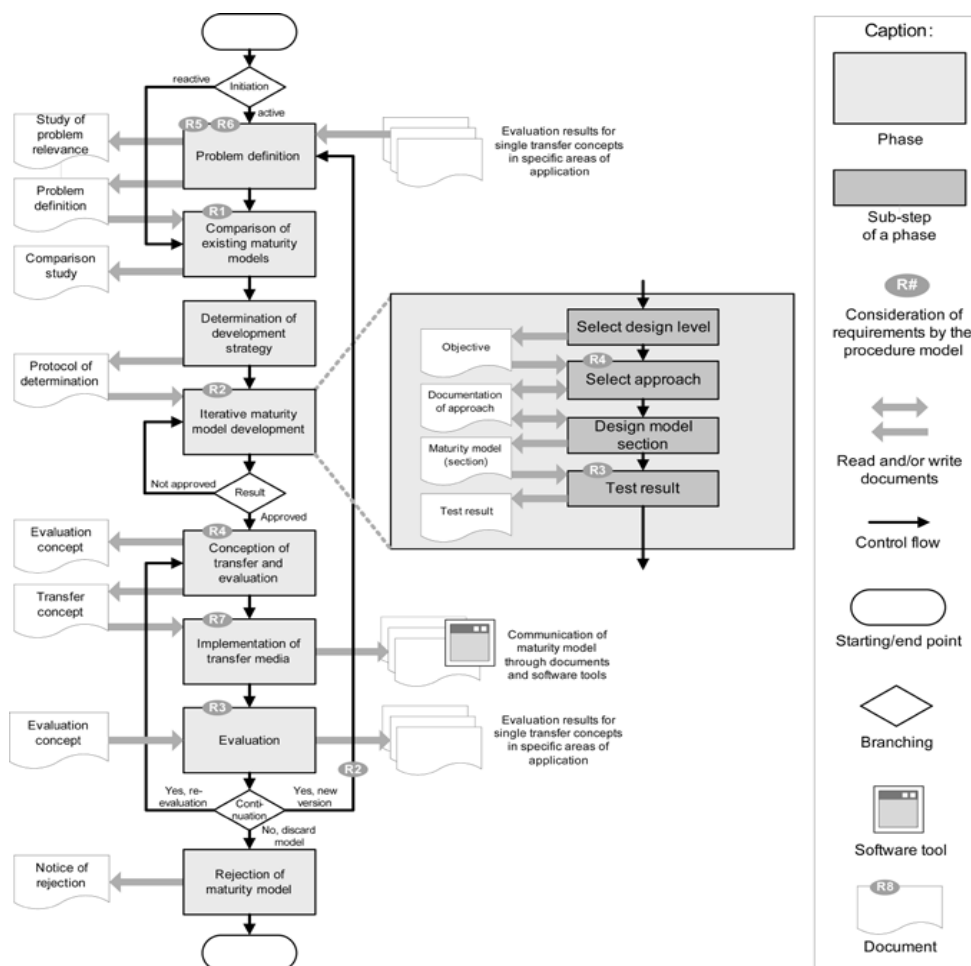 Initiation
reactive
active
R5 R6
Problem definition
Study of
problem
relevance
Problem
definition
Evaluation results for
single transfer concepts
in specific areas of
application
R1
Comparison of
existing maturity
models
Comparison
study
Determination of
development
strategy
Protocol of
determination
R2
Iterative maturity
model development
Not approved
Result
Approved
Select design level
Objective
R4
Select approach
Documentation
of approach
Design model
section
Maturity model
(section)
R3
Test result
Test result
Evaluation
concept
R4
Conception of
transfer and
evaluation
Transfer
concept
R7
Implementation of
transfer media
Communication of
maturity model
through documents
and software tools
R3
Evaluation
Evaluation
concept
Evaluation results for
single transfer concepts
in specific areas of
application
R2
Yes, re-
evaluation
Conti-
nuation
Yes, new
version
No, discard
model
Notice of
rejection
Rejection of
maturity model
Caption:
Phase
Sub-step
of a phase
R#
Consideration of
requirements by the
procedure model
Read and/or write
documents
Control flow
Starting/end point
Branching
Software tool
R8
Document